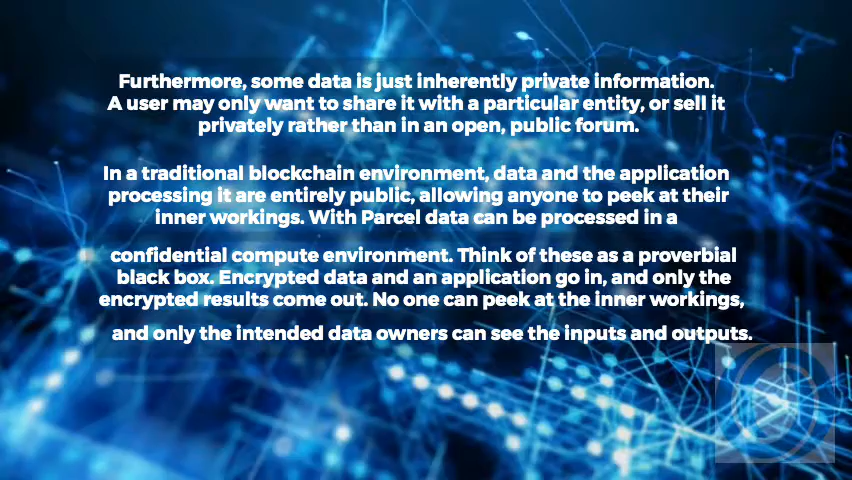 Furthermore, some data is just inherently private information.
A user may only want to share it with a particular entity, or sell it
privately rather than in an open, public forum.
In a traditional blockchain environment, data and the application
processing it are entirely public, allowing anyone to peek at their
inner workings. With Parcel data can be processed in a
confidential compute environment. Think of these as a proverbial
black box. Encrypted data and an application go in, and only the
encrypted results come out. No one can peek at the inner workings,
and only the intended data owners can see the inputs and outputs.